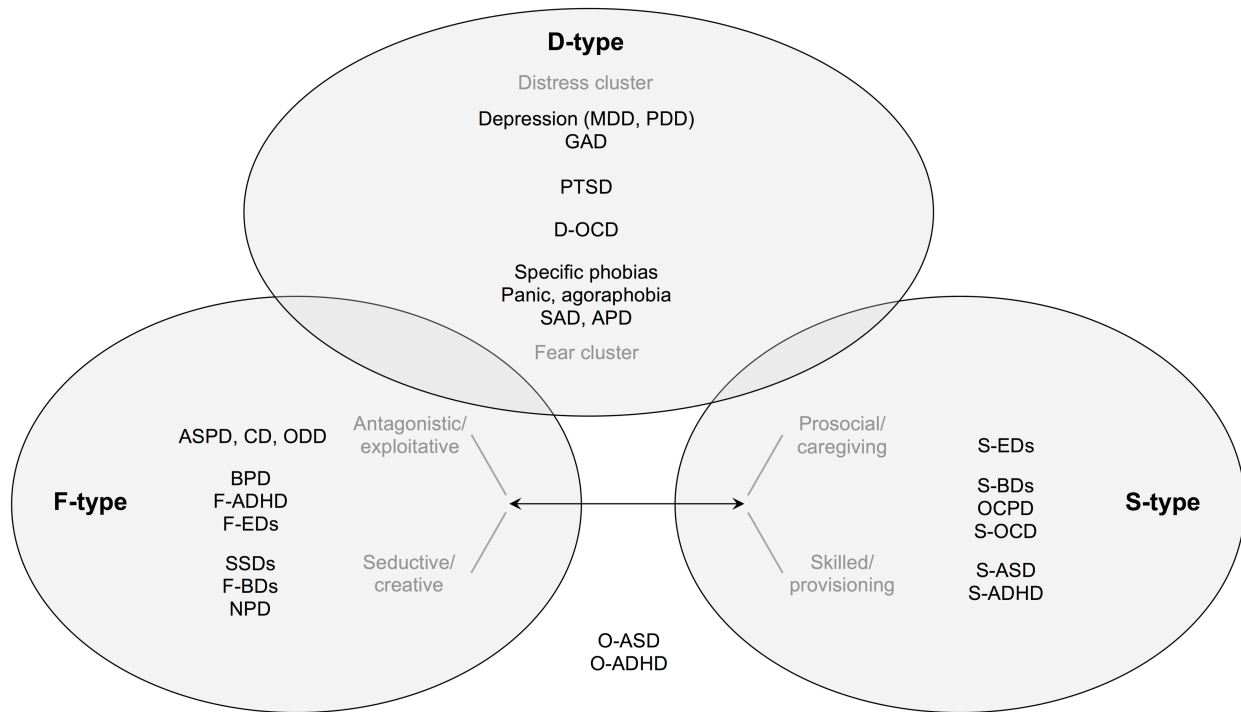 D-type
Distress cluster
Depression (MDD, PDD)
GAD
PTSD
D-OCD
Specific phobias
Panic, agoraphobia
SAD, APD
Fear cluster
F-type
ASPD, CD, ODD
BPD
F-ADHD
F-EDs
SSDs
F-BDs
NPD
Antagonistic/
exploitative
Seductive/
creative
Prosocial/
caregiving
Skilled/
provisioning
S-EDs
S-BDs
OCPD
S-OCD
S-ASD
S-ADHD
S-type
O-ASD
O-ADHD